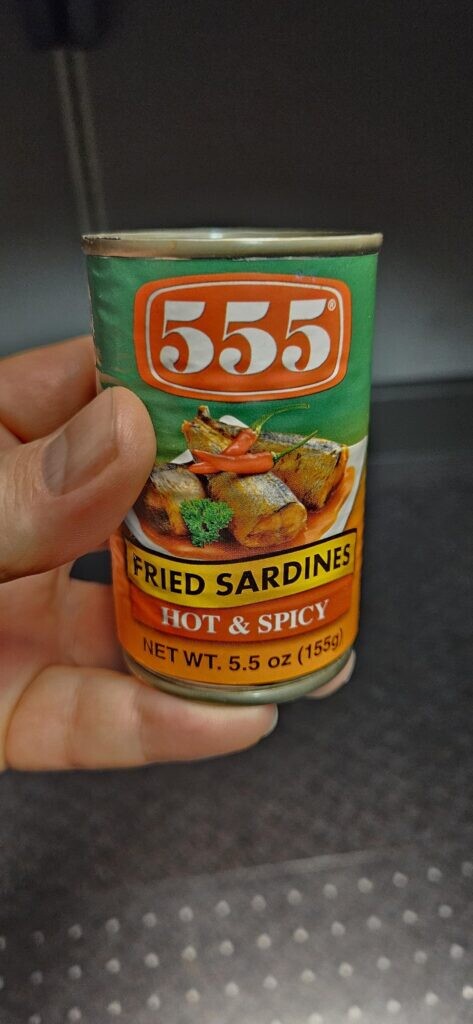 555®
FRIED SARDINES
HOT & SPICY
NET WT. 5.5 oz (155g)